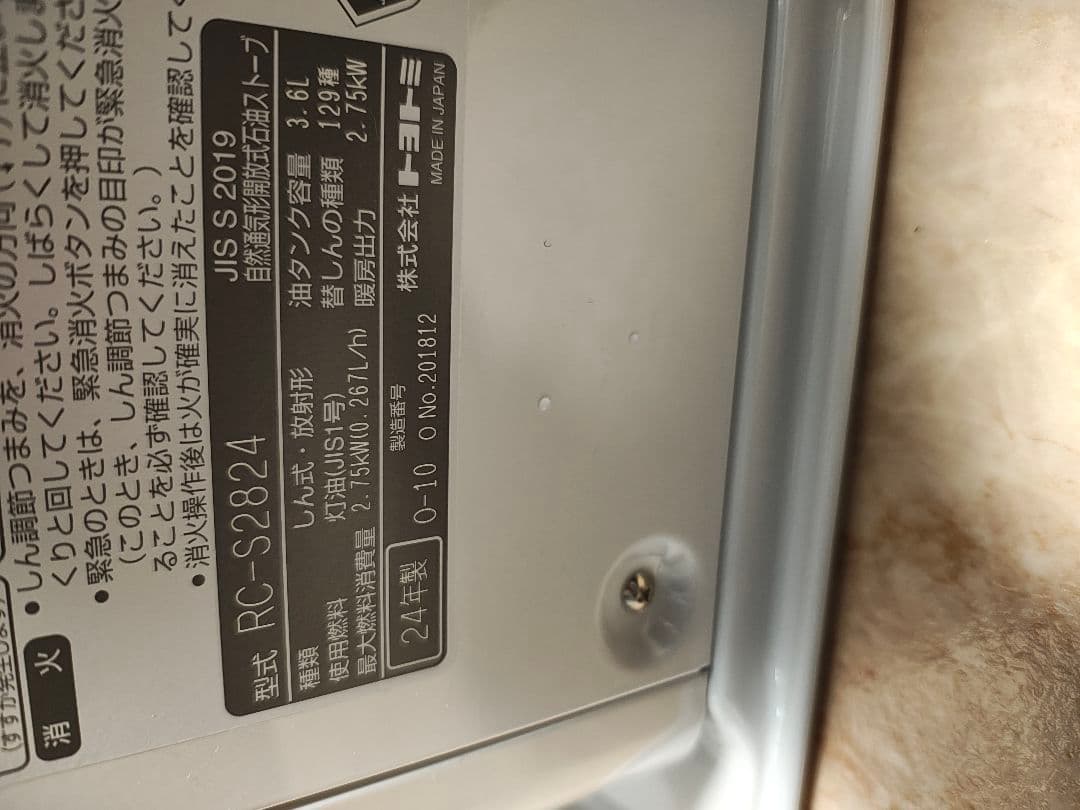 しん調節つまみを、消火の方向
くりと回してください。しばらくして消火しま
●緊急のときは、緊急消火ボタンを押してくださ
(このとき、しん調節つまみの目印が緊急消火
ることを必ず確認してください。)
●消火操作後は火が確実に消えたことを確認して
消 火
型式 RC-S2824
JIS S 2019
自然通気形開放式石油ストーブ
種類 しん式・放射形
油タンク容量 3.6L
使用燃料 灯油(JIS1号)
替しんの種類 129種
最大燃料消費量 2.75kW(0.267L/h)
暖房出力 2.75kW
24年製
製造番号
0-10 O No.201812
株式会社トヨトミ
MADE IN JAPAN